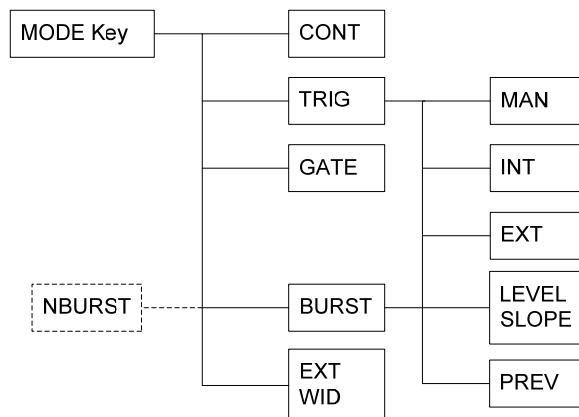 MODE Key
CONT
TRIG
MAN
GATE
INT
EXT
NBURST
BURST
LEVEL
SLOPE
EXT
WID
PREV